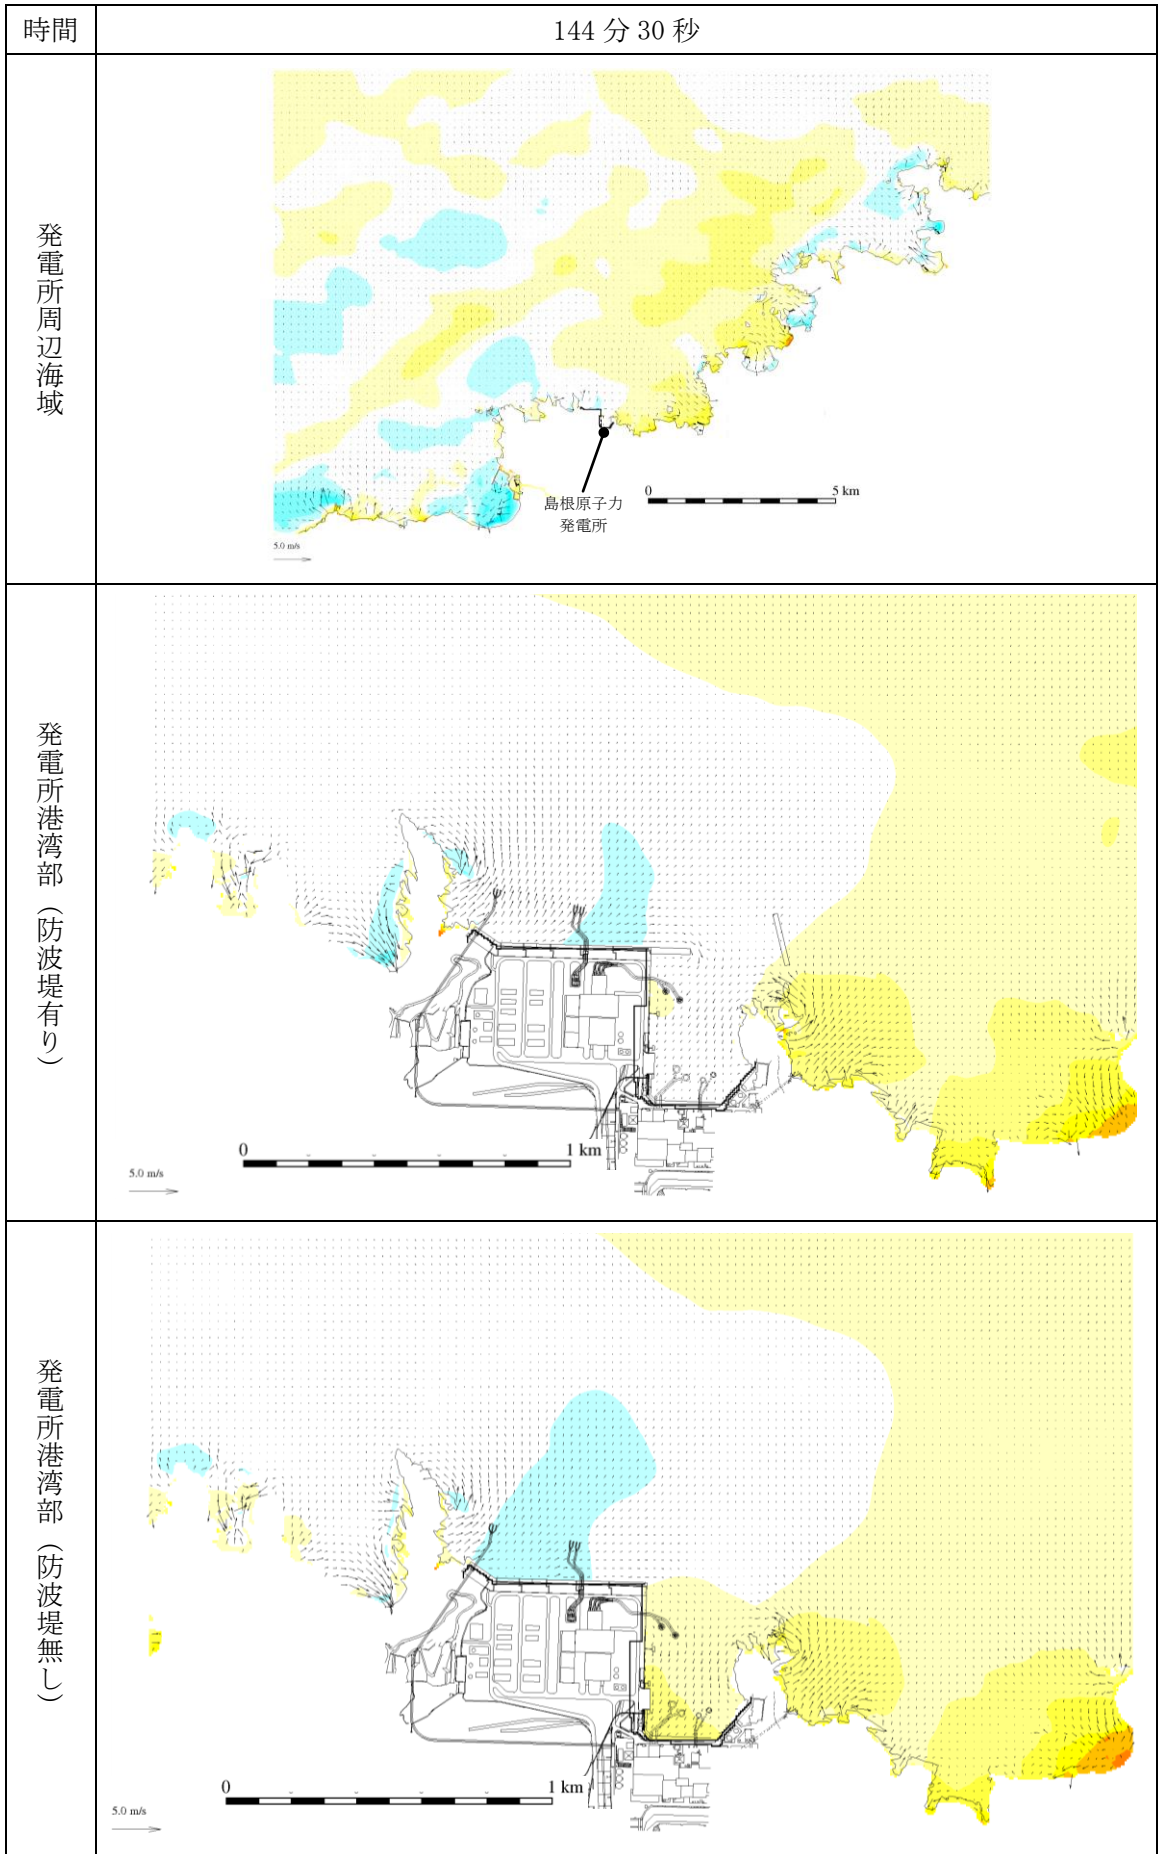 時間
144 分 30 秒
発電所周辺海域
島根原子力
発電所
0
5 km
5.0 m/s
発電所港湾部（防波堤有り）
0
1 km
5.0 m/s
発電所港湾部（防波堤無し）
0
1 km
5.0 m/s